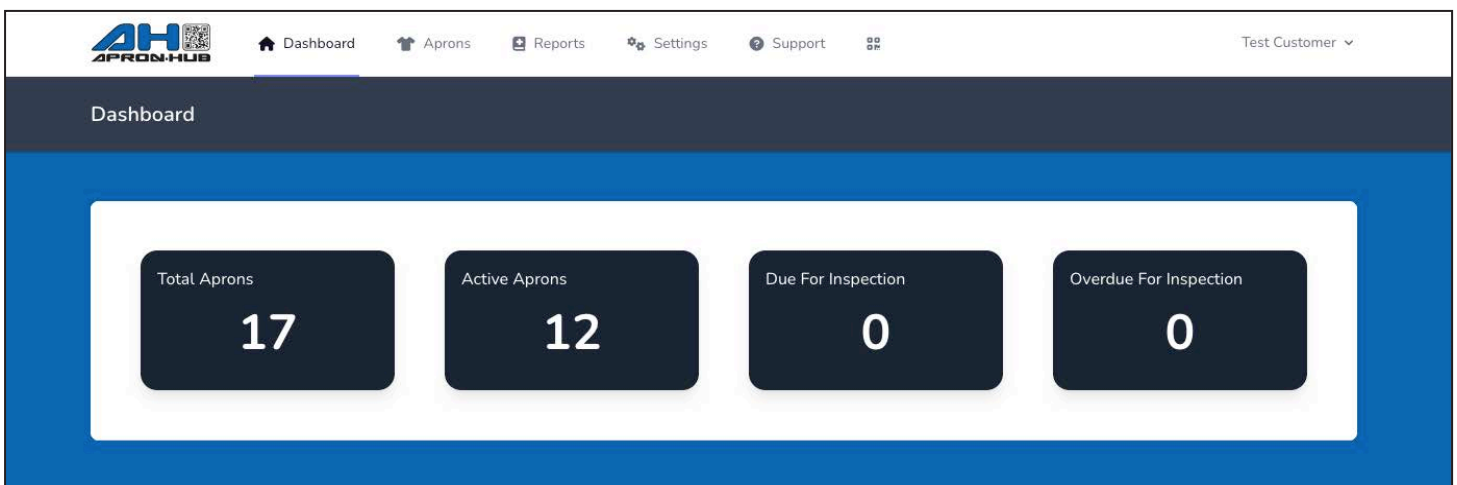 AH
APRON-HUB
Dashboard
Aprons
Reports
Settings
Support
Test Customer
Dashboard
Total Aprons
17
Active Aprons
12
Due For Inspection
0
Overdue For Inspection
0